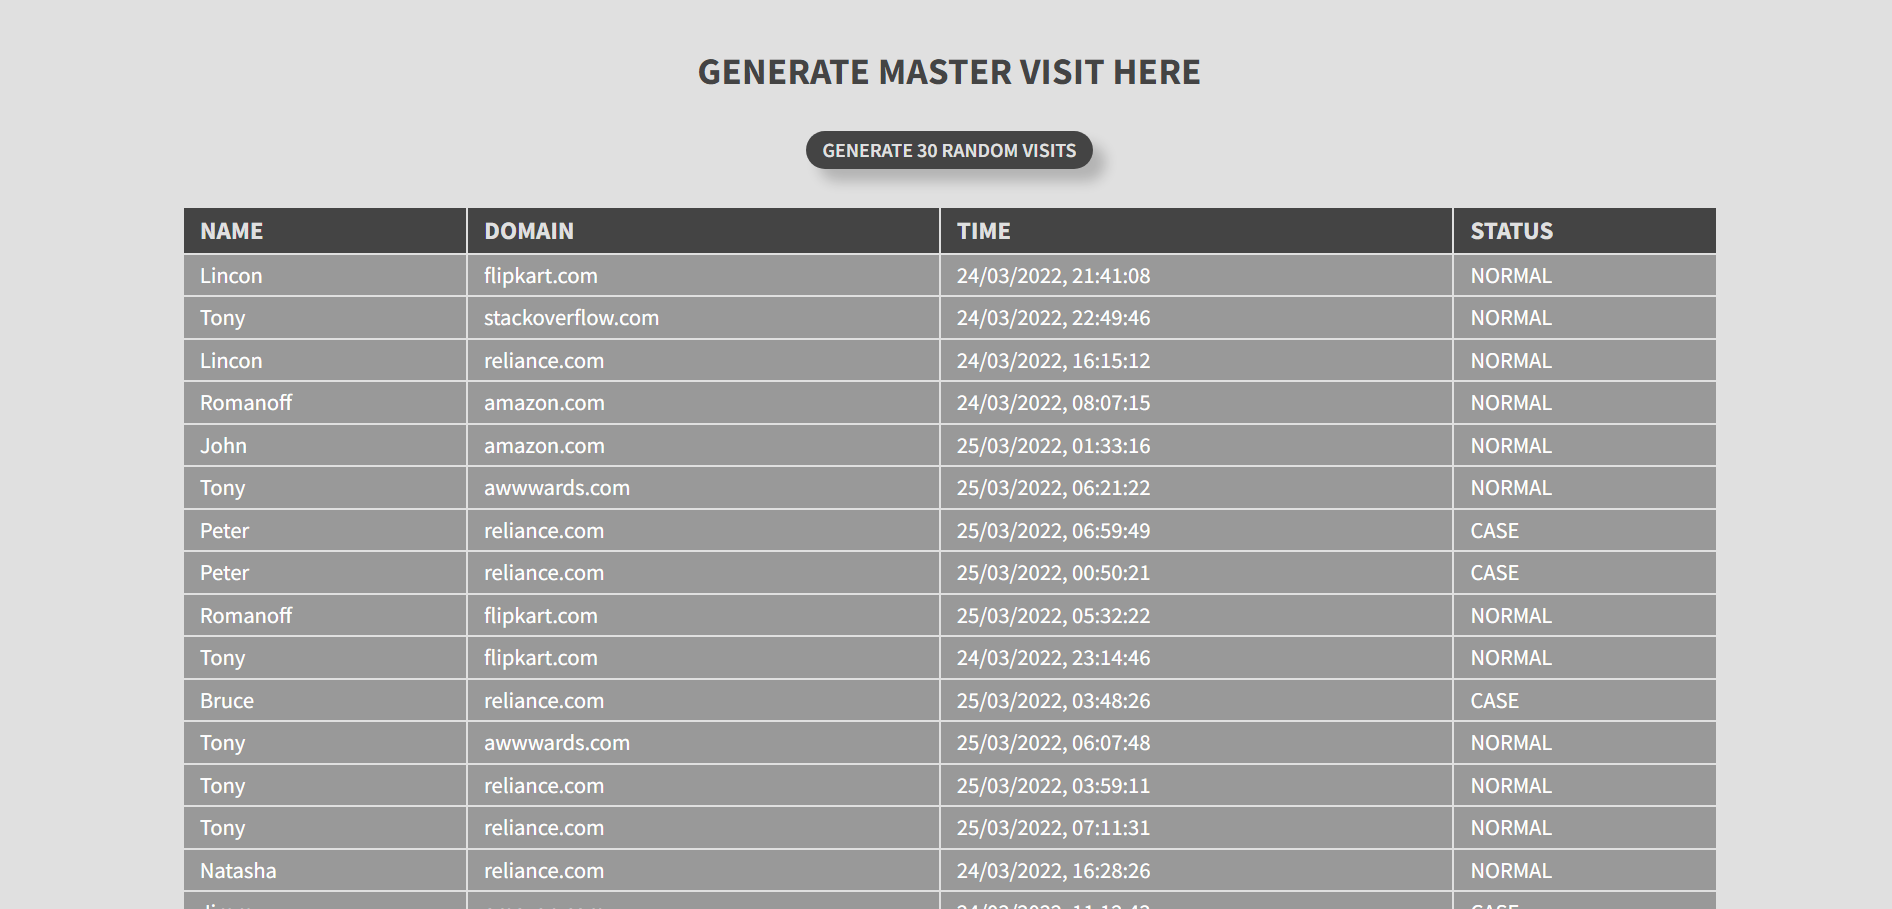 GENERATE MASTER VISIT HERE
GENERATE 30 RANDOM VISITS
NAME DOMAIN TIME STATUS
Lincon flipkart.com 24/03/2022, 21:41:08 NORMAL
Tony stackoverflow.com 24/03/2022, 22:49:46 NORMAL
Lincon reliance.com 24/03/2022, 16:15:12 NORMAL
Romanoff amazon.com 24/03/2022, 08:07:15 NORMAL
John amazon.com 25/03/2022, 01:33:16 NORMAL
Tony awwwards.com 25/03/2022, 06:21:22 NORMAL
Peter reliance.com 25/03/2022, 06:59:49 CASE
Peter reliance.com 25/03/2022, 00:50:21 CASE
Romanoff flipkart.com 25/03/2022, 05:32:22 NORMAL
Tony flipkart.com 24/03/2022, 23:14:46 NORMAL
Bruce reliance.com 25/03/2022, 03:48:26 CASE
Tony awwwards.com 25/03/2022, 06:07:48 NORMAL
Tony reliance.com 25/03/2022, 03:59:11 NORMAL
Tony reliance.com 25/03/2022, 07:11:31 NORMAL
Natasha reliance.com 24/03/2022, 16:28:26 NORMAL